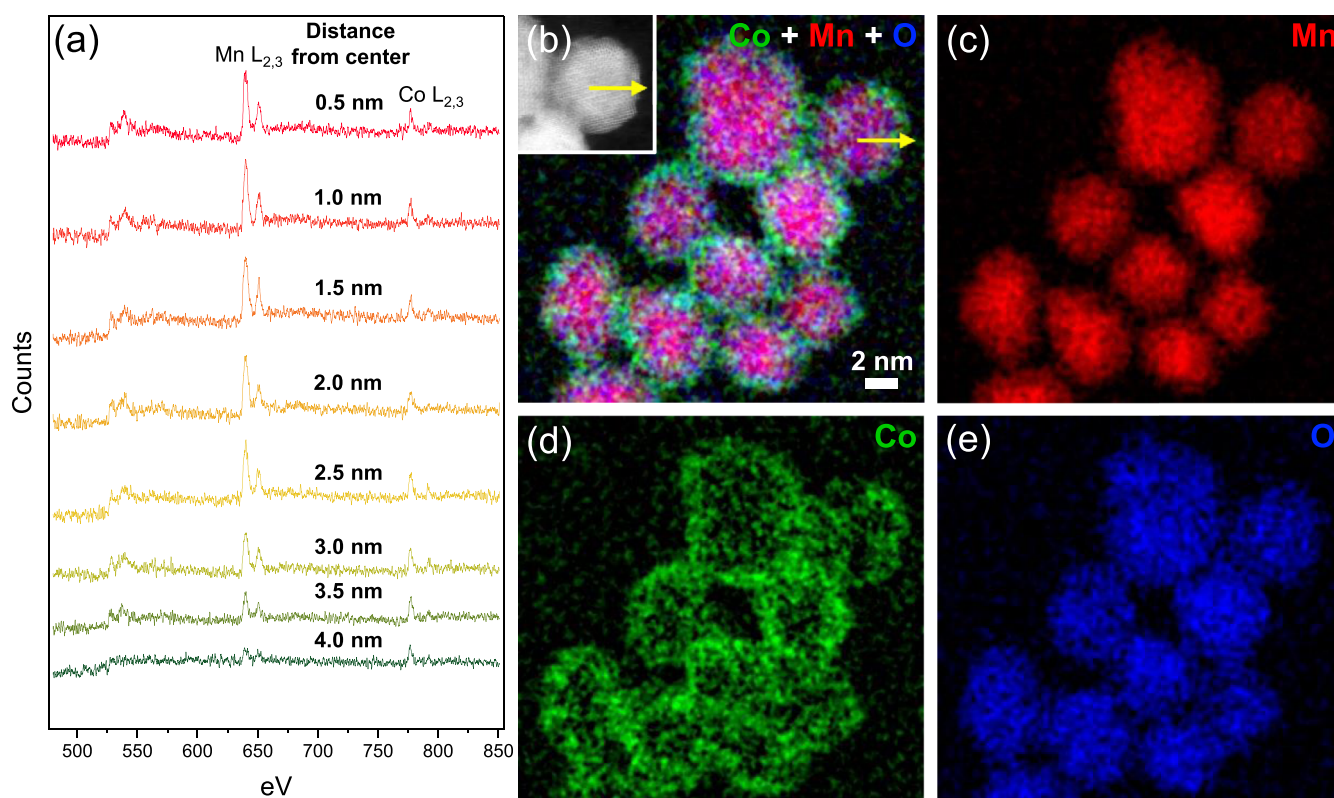 (a)
Distance
Mn L2,3 from center
0.5 nm
Co L2,3
1.0 nm
1.5 nm
2.0 nm
2.5 nm
3.0 nm
3.5 nm
4.0 nm
Counts
500 550 600 650 700 750 800 850
eV
(b)
Co + Mn + O
2 nm
(c)
Mn
(d)
Co
(e)
O